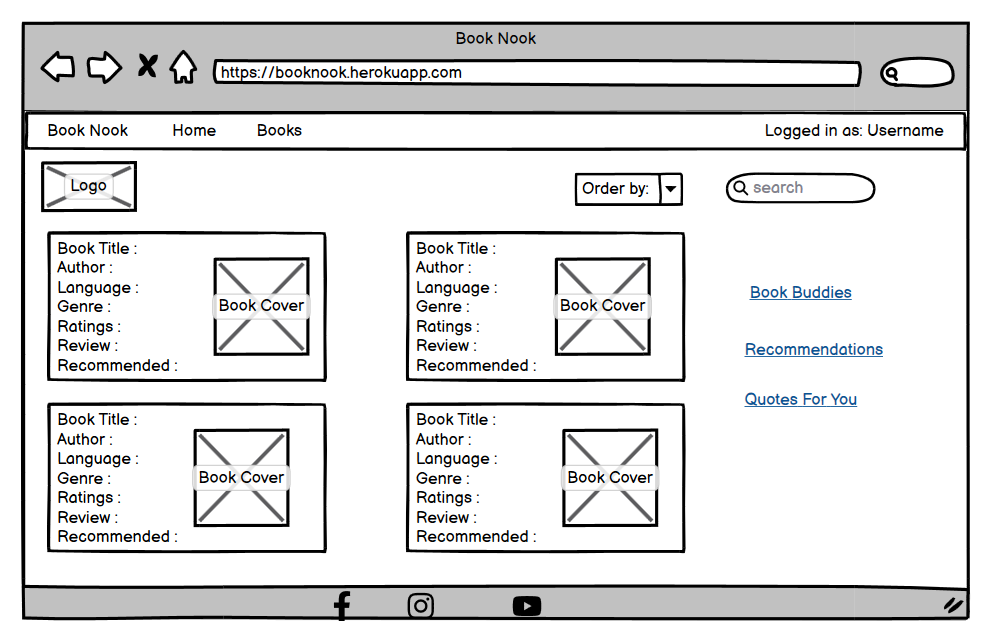 Book Nook
https://booknook.herokuapp.com
Book Nook Home Books Logged in as: Username
Logo
Order by:
search
Book Title :
Author :
Language :
Genre :
Ratings :
Review :
Recommended :
Book Cover
Book Title :
Author :
Language :
Genre :
Ratings :
Review :
Recommended :
Book Cover
Book Buddies
Recommendations
Quotes For You
Book Title :
Author :
Language :
Genre :
Ratings :
Review :
Recommended :
Book Cover
Book Title :
Author :
Language :
Genre :
Ratings :
Review :
Recommended :
Book Cover